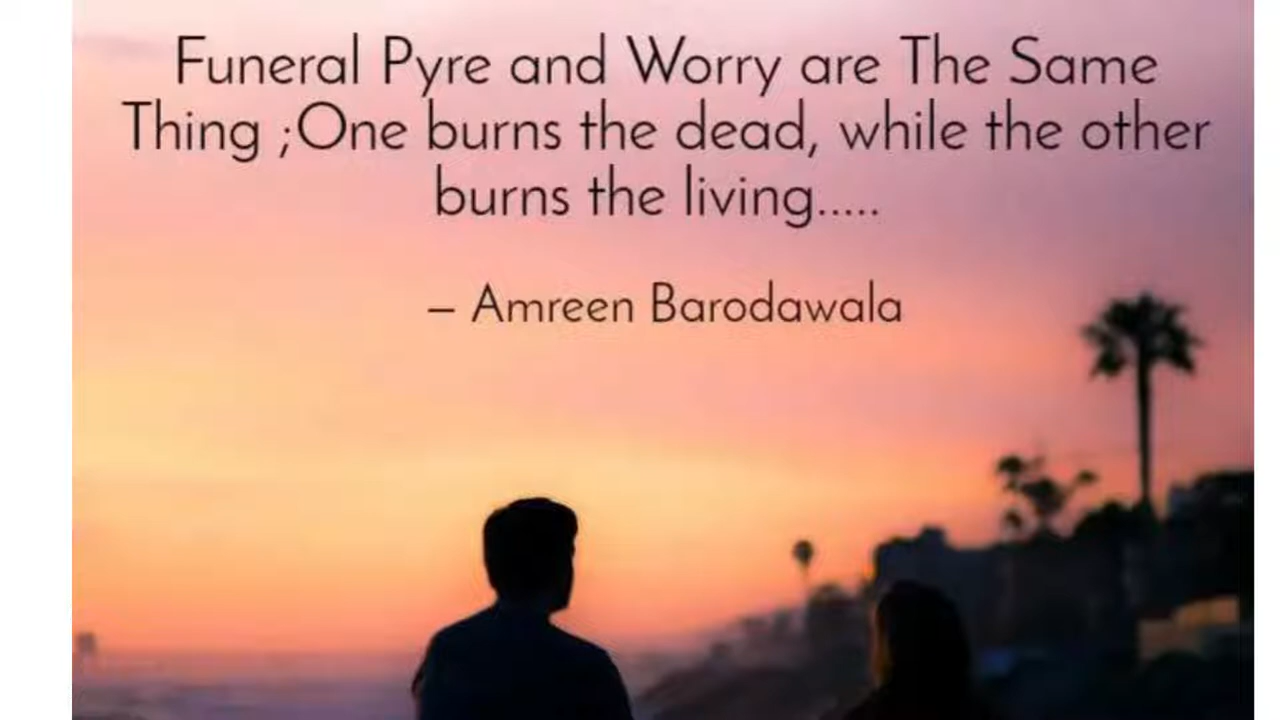 Funeral Pyre and Worry are The Same
Thing ;One burns the dead, while the other
burns the living.....
– Amreen Barodawala